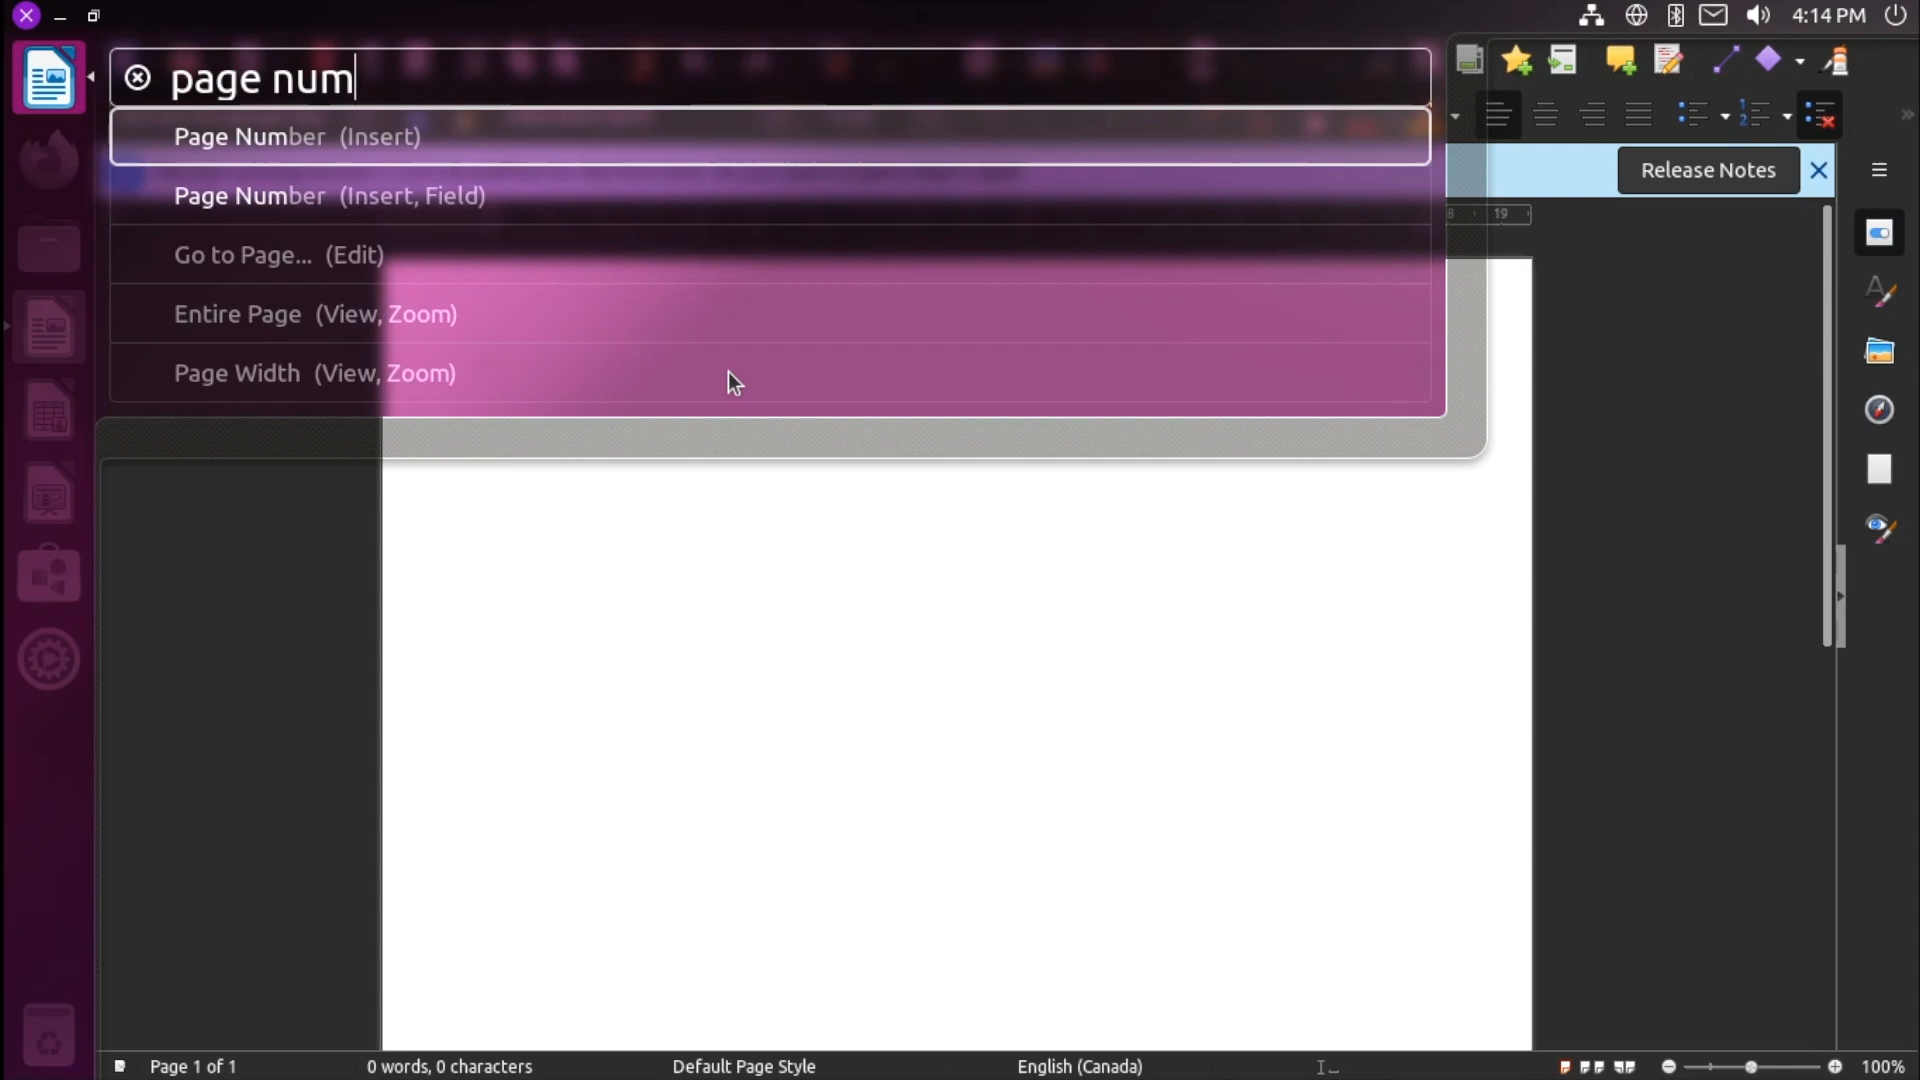 4:14 PM
page num
Page Number (Insert)
Page Number (Insert, Field)
Go to Page... (Edit)
Entire Page (View, Zoom)
Page Width (View, Zoom)
Release Notes
8 19
Page 1 of 1 0 words, 0 characters Default Page Style English (Canada) 100%